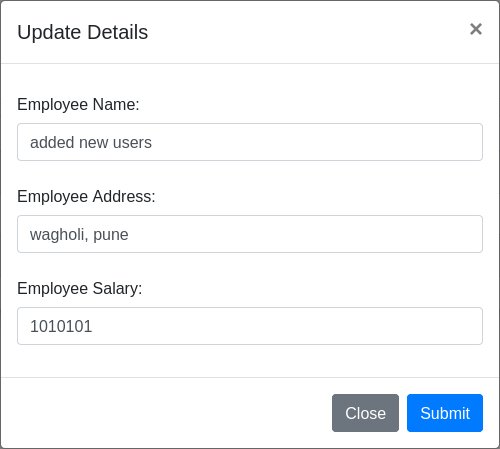 Update Details
×
Employee Name:
added new users
Employee Address:
wagholi, pune
Employee Salary:
1010101
Close
Submit